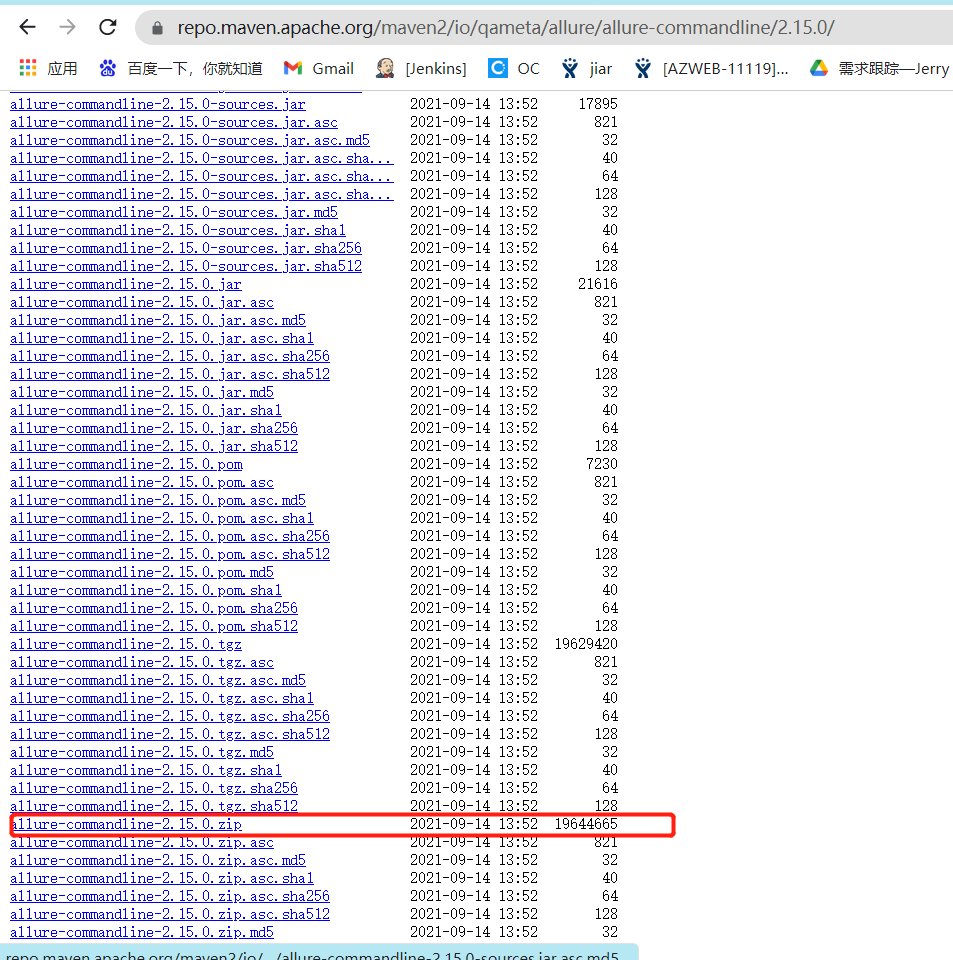 repo.maven.apache.org/maven2/io/qameta/allure/allure-commandline/2.15.0/
应用 百度一下，你就知道 Gmail [Jenkins] OC jiar [AZWEB-11119]... 需求跟踪—Jerry
allure-commandline-2.15.0-sources.jar 2021-09-14 13:52 17895
allure-commandline-2.15.0-sources.jar.asc 2021-09-14 13:52 821
allure-commandline-2.15.0-sources.jar.asc.md5 2021-09-14 13:52 32
allure-commandline-2.15.0-sources.jar.asc.sha... 2021-09-14 13:52 40
allure-commandline-2.15.0-sources.jar.asc.sha... 2021-09-14 13:52 64
allure-commandline-2.15.0-sources.jar.asc.sha... 2021-09-14 13:52 128
allure-commandline-2.15.0-sources.jar.md5 2021-09-14 13:52 32
allure-commandline-2.15.0-sources.jar.sha1 2021-09-14 13:52 40
allure-commandline-2.15.0-sources.jar.sha256 2021-09-14 13:52 64
allure-commandline-2.15.0-sources.jar.sha512 2021-09-14 13:52 128
allure-commandline-2.15.0.jar 2021-09-14 13:52 21616
allure-commandline-2.15.0.jar.asc 2021-09-14 13:52 821
allure-commandline-2.15.0.jar.asc.md5 2021-09-14 13:52 32
allure-commandline-2.15.0.jar.asc.sha1 2021-09-14 13:52 40
allure-commandline-2.15.0.jar.asc.sha256 2021-09-14 13:52 64
allure-commandline-2.15.0.jar.asc.sha512 2021-09-14 13:52 128
allure-commandline-2.15.0.jar.md5 2021-09-14 13:52 32
allure-commandline-2.15.0.jar.sha1 2021-09-14 13:52 40
allure-commandline-2.15.0.jar.sha256 2021-09-14 13:52 64
allure-commandline-2.15.0.jar.sha512 2021-09-14 13:52 128
allure-commandline-2.15.0.pom 2021-09-14 13:52 7230
allure-commandline-2.15.0.pom.asc 2021-09-14 13:52 821
allure-commandline-2.15.0.pom.asc.md5 2021-09-14 13:52 32
allure-commandline-2.15.0.pom.asc.sha1 2021-09-14 13:52 40
allure-commandline-2.15.0.pom.asc.sha256 2021-09-14 13:52 64
allure-commandline-2.15.0.pom.asc.sha512 2021-09-14 13:52 128
allure-commandline-2.15.0.pom.md5 2021-09-14 13:52 32
allure-commandline-2.15.0.pom.sha1 2021-09-14 13:52 40
allure-commandline-2.15.0.pom.sha256 2021-09-14 13:52 64
allure-commandline-2.15.0.pom.sha512 2021-09-14 13:52 128
allure-commandline-2.15.0.tgz 2021-09-14 13:52 19629420
allure-commandline-2.15.0.tgz.asc 2021-09-14 13:52 821
allure-commandline-2.15.0.tgz.asc.md5 2021-09-14 13:52 32
allure-commandline-2.15.0.tgz.asc.sha1 2021-09-14 13:52 40
allure-commandline-2.15.0.tgz.asc.sha256 2021-09-14 13:52 64
allure-commandline-2.15.0.tgz.asc.sha512 2021-09-14 13:52 128
allure-commandline-2.15.0.tgz.md5 2021-09-14 13:52 32
allure-commandline-2.15.0.tgz.sha1 2021-09-14 13:52 40
allure-commandline-2.15.0.tgz.sha256 2021-09-14 13:52 64
allure-commandline-2.15.0.tgz.sha512 2021-09-14 13:52 128
allure-commandline-2.15.0.zip 2021-09-14 13:52 19644665
allure-commandline-2.15.0.zip.asc 2021-09-14 13:52 821
allure-commandline-2.15.0.zip.asc.md5 2021-09-14 13:52 32
allure-commandline-2.15.0.zip.asc.sha1 2021-09-14 13:52 40
allure-commandline-2.15.0.zip.asc.sha256 2021-09-14 13:52 64
allure-commandline-2.15.0.zip.asc.sha512 2021-09-14 13:52 128
allure-commandline-2.15.0.zip.md5 2021-09-14 13:52 32
repo.maven.apache.org/maven2/io/.../allure-commandline-2.15.0-sources.jar.asc.md5